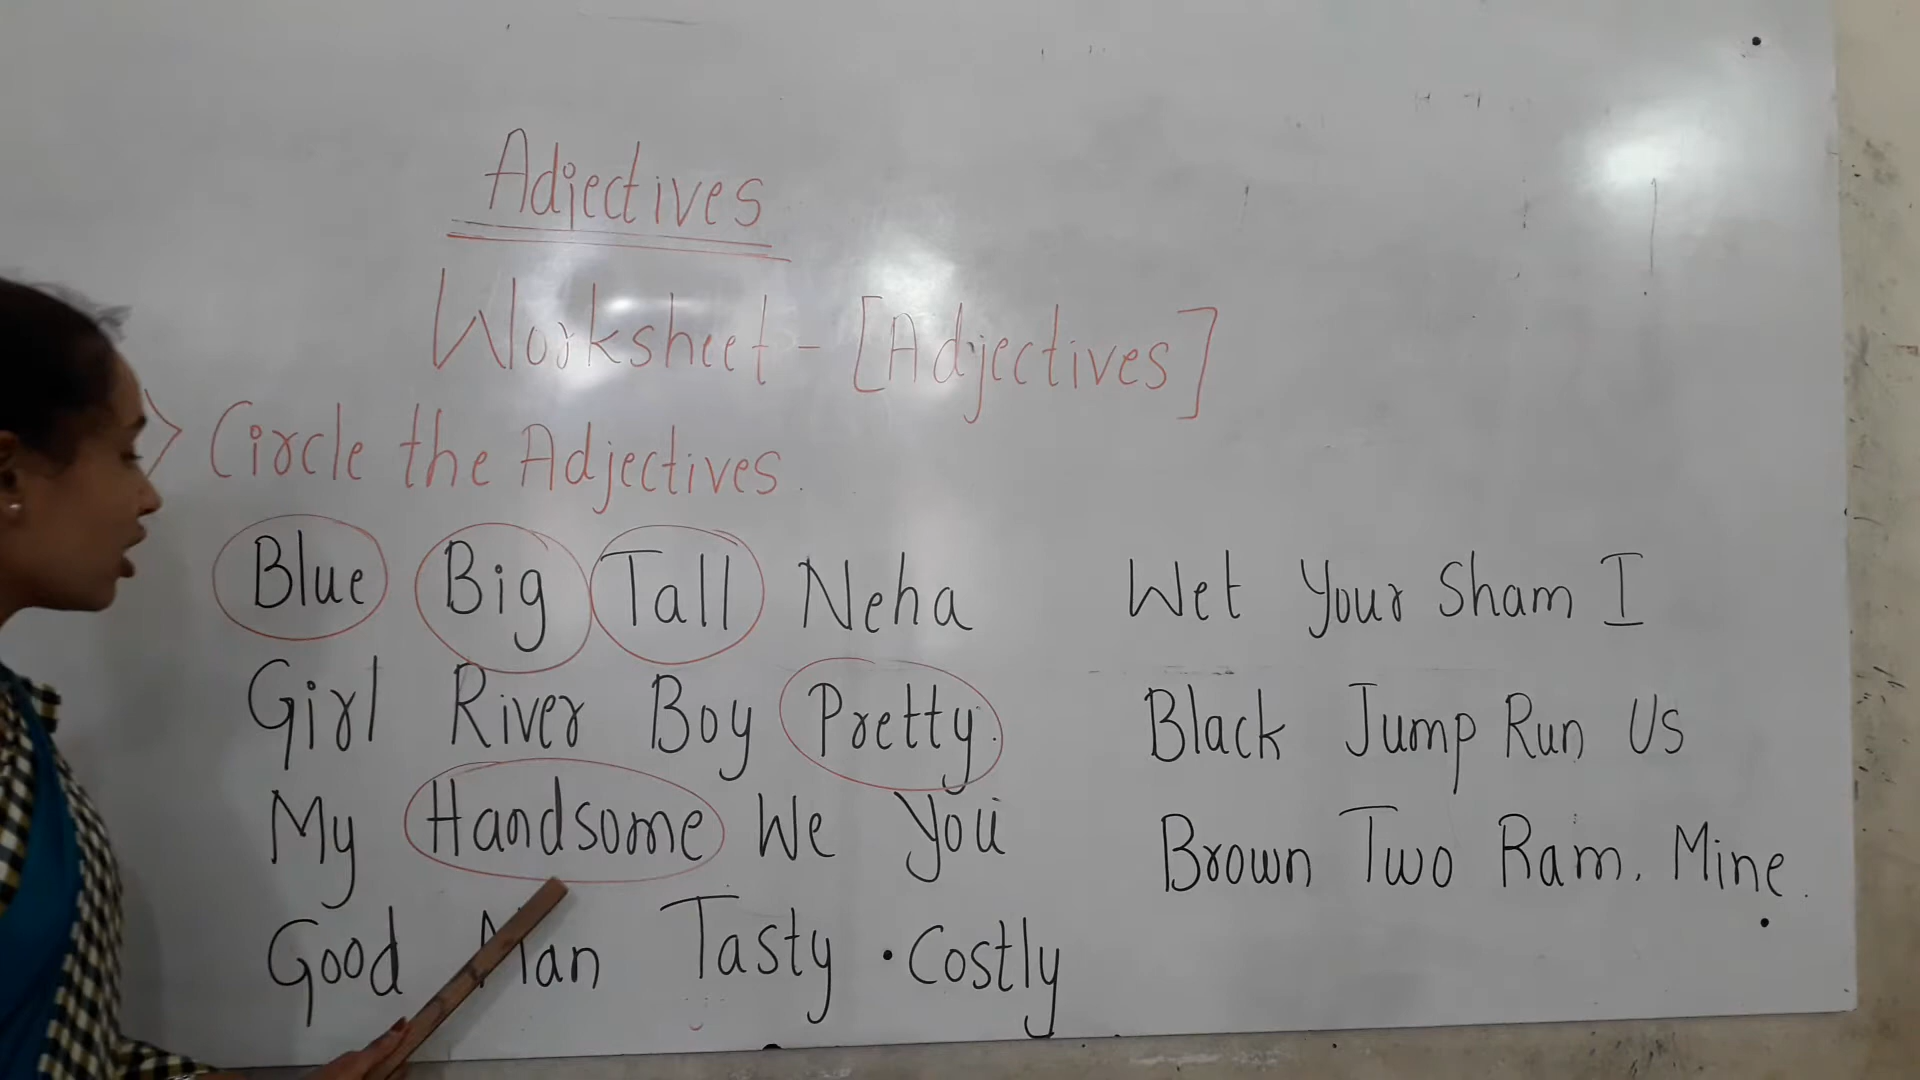 Adjectives
Worksheet - [Adjectives]
> Circle the Adjectives.
Blue Big Tall Neha
Girl River Boy Pretty.
My Handsome We You
Good Man Tasty . Costly
Wet Your Sham I
Black Jump Run Us
Brown Two Ram. Mine.